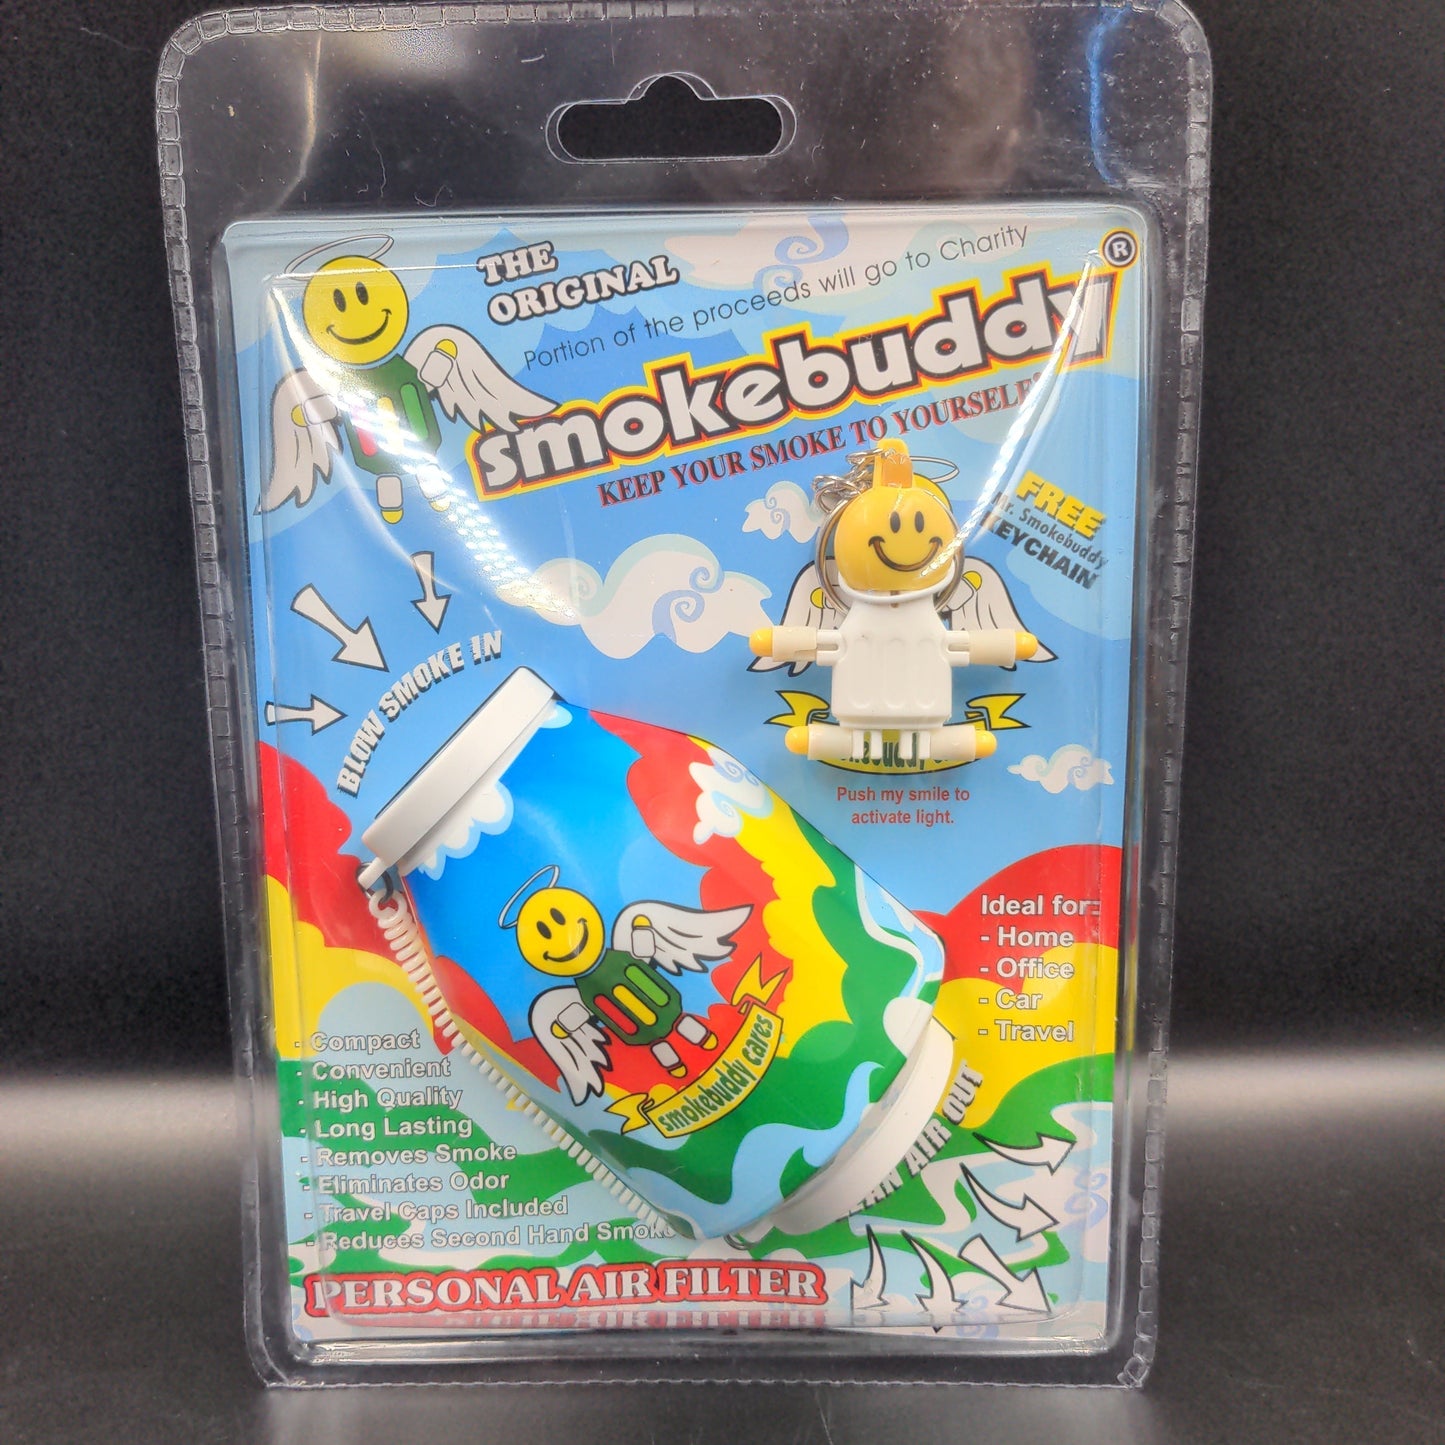 THE
ORIGINAL
Portion of the proceeds will go to Charity
smokebuddy®
KEEP YOUR SMOKE TO YOURSELF
FREE
Mr. Smokebuddy
KEYCHAIN
BLOW SMOKE IN
Push my smile to
activate light.
Ideal for:
- Home
- Office
- Car
- Travel
smokebuddy cares
- Compact
- Convenient
- High Quality
- Long Lasting
- Removes Smoke
- Eliminates Odor
- Travel Caps Included
- Reduces Second Hand Smoke
AIR OUT
PERSONAL AIR FILTER